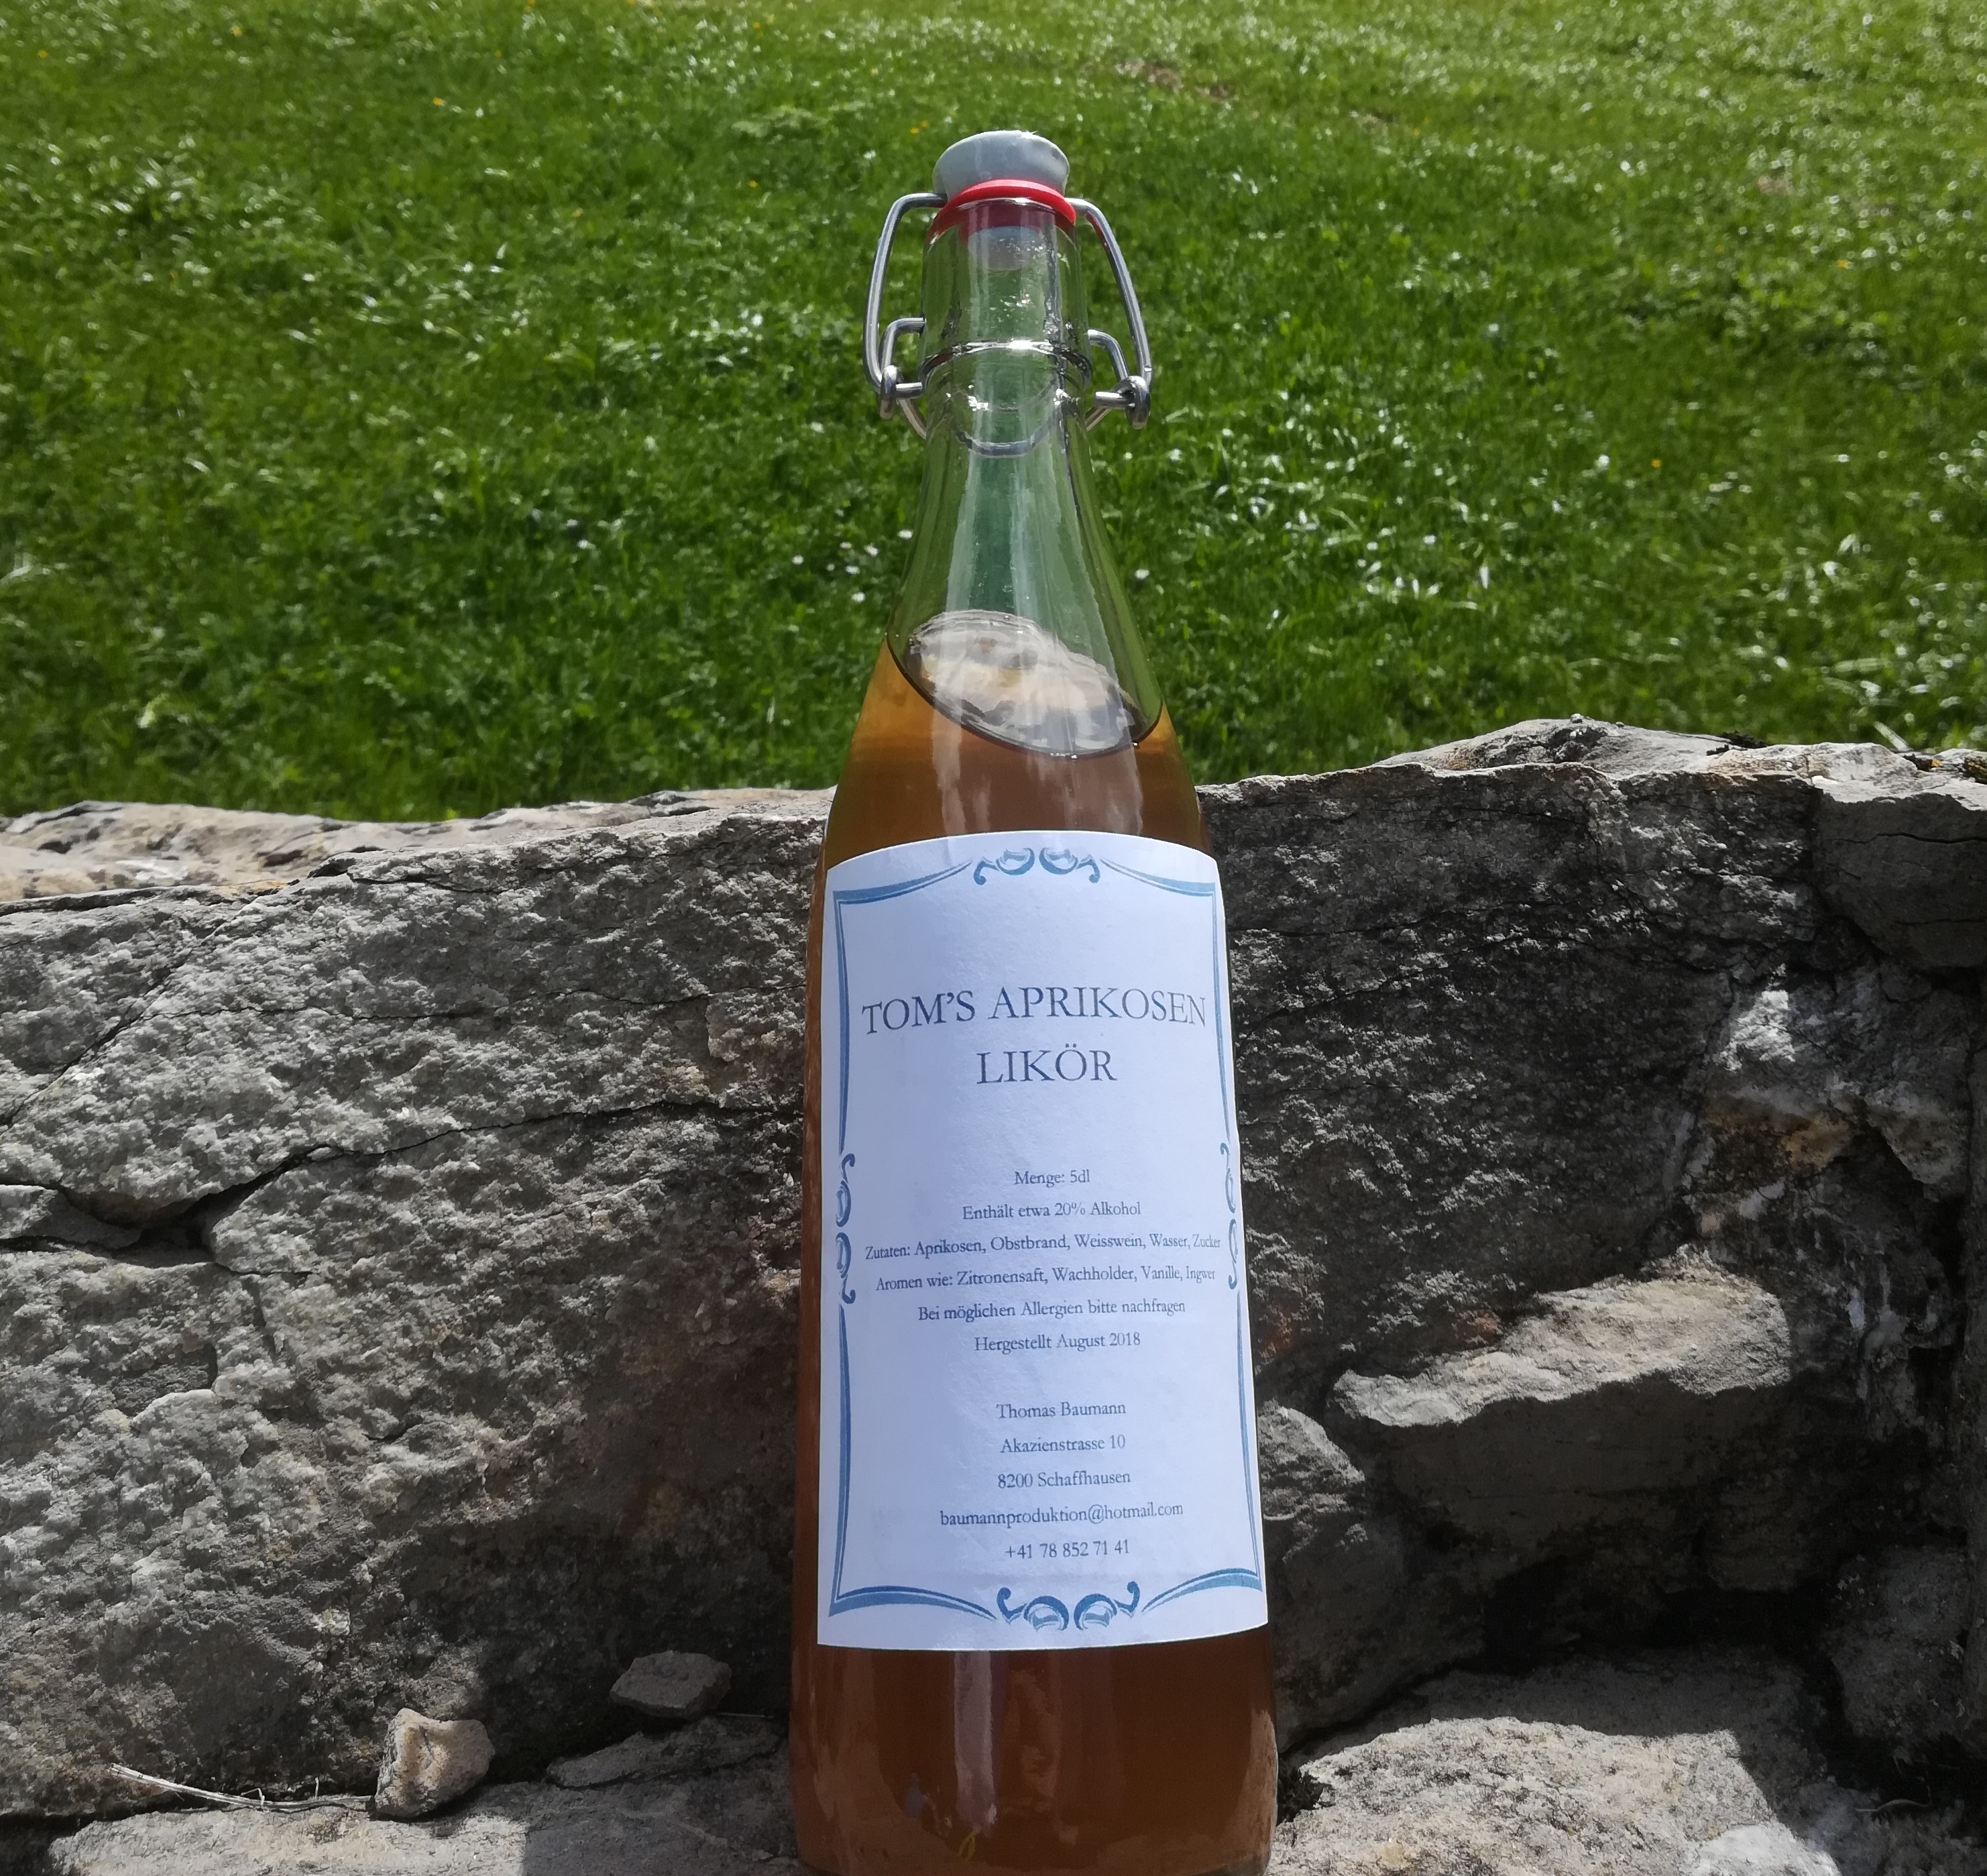 TOM'S APRIKOSEN
LIKÖR
Menge: 5dl
Enthält etwa 20% Alkohol
Zutaten: Aprikosen, Obstbrand, Weisswein, Wasser, Zucker
Aromen wie: Zitronensaft, Wachholder, Vanille, Ingwer
Bei möglichen Allergien bitte nachfragen
Hergestellt August 2018
Thomas Baumann
Akazienstrasse 10
8200 Schaffhausen
baumannproduktion@hotmail.com
+41 78 852 71 41